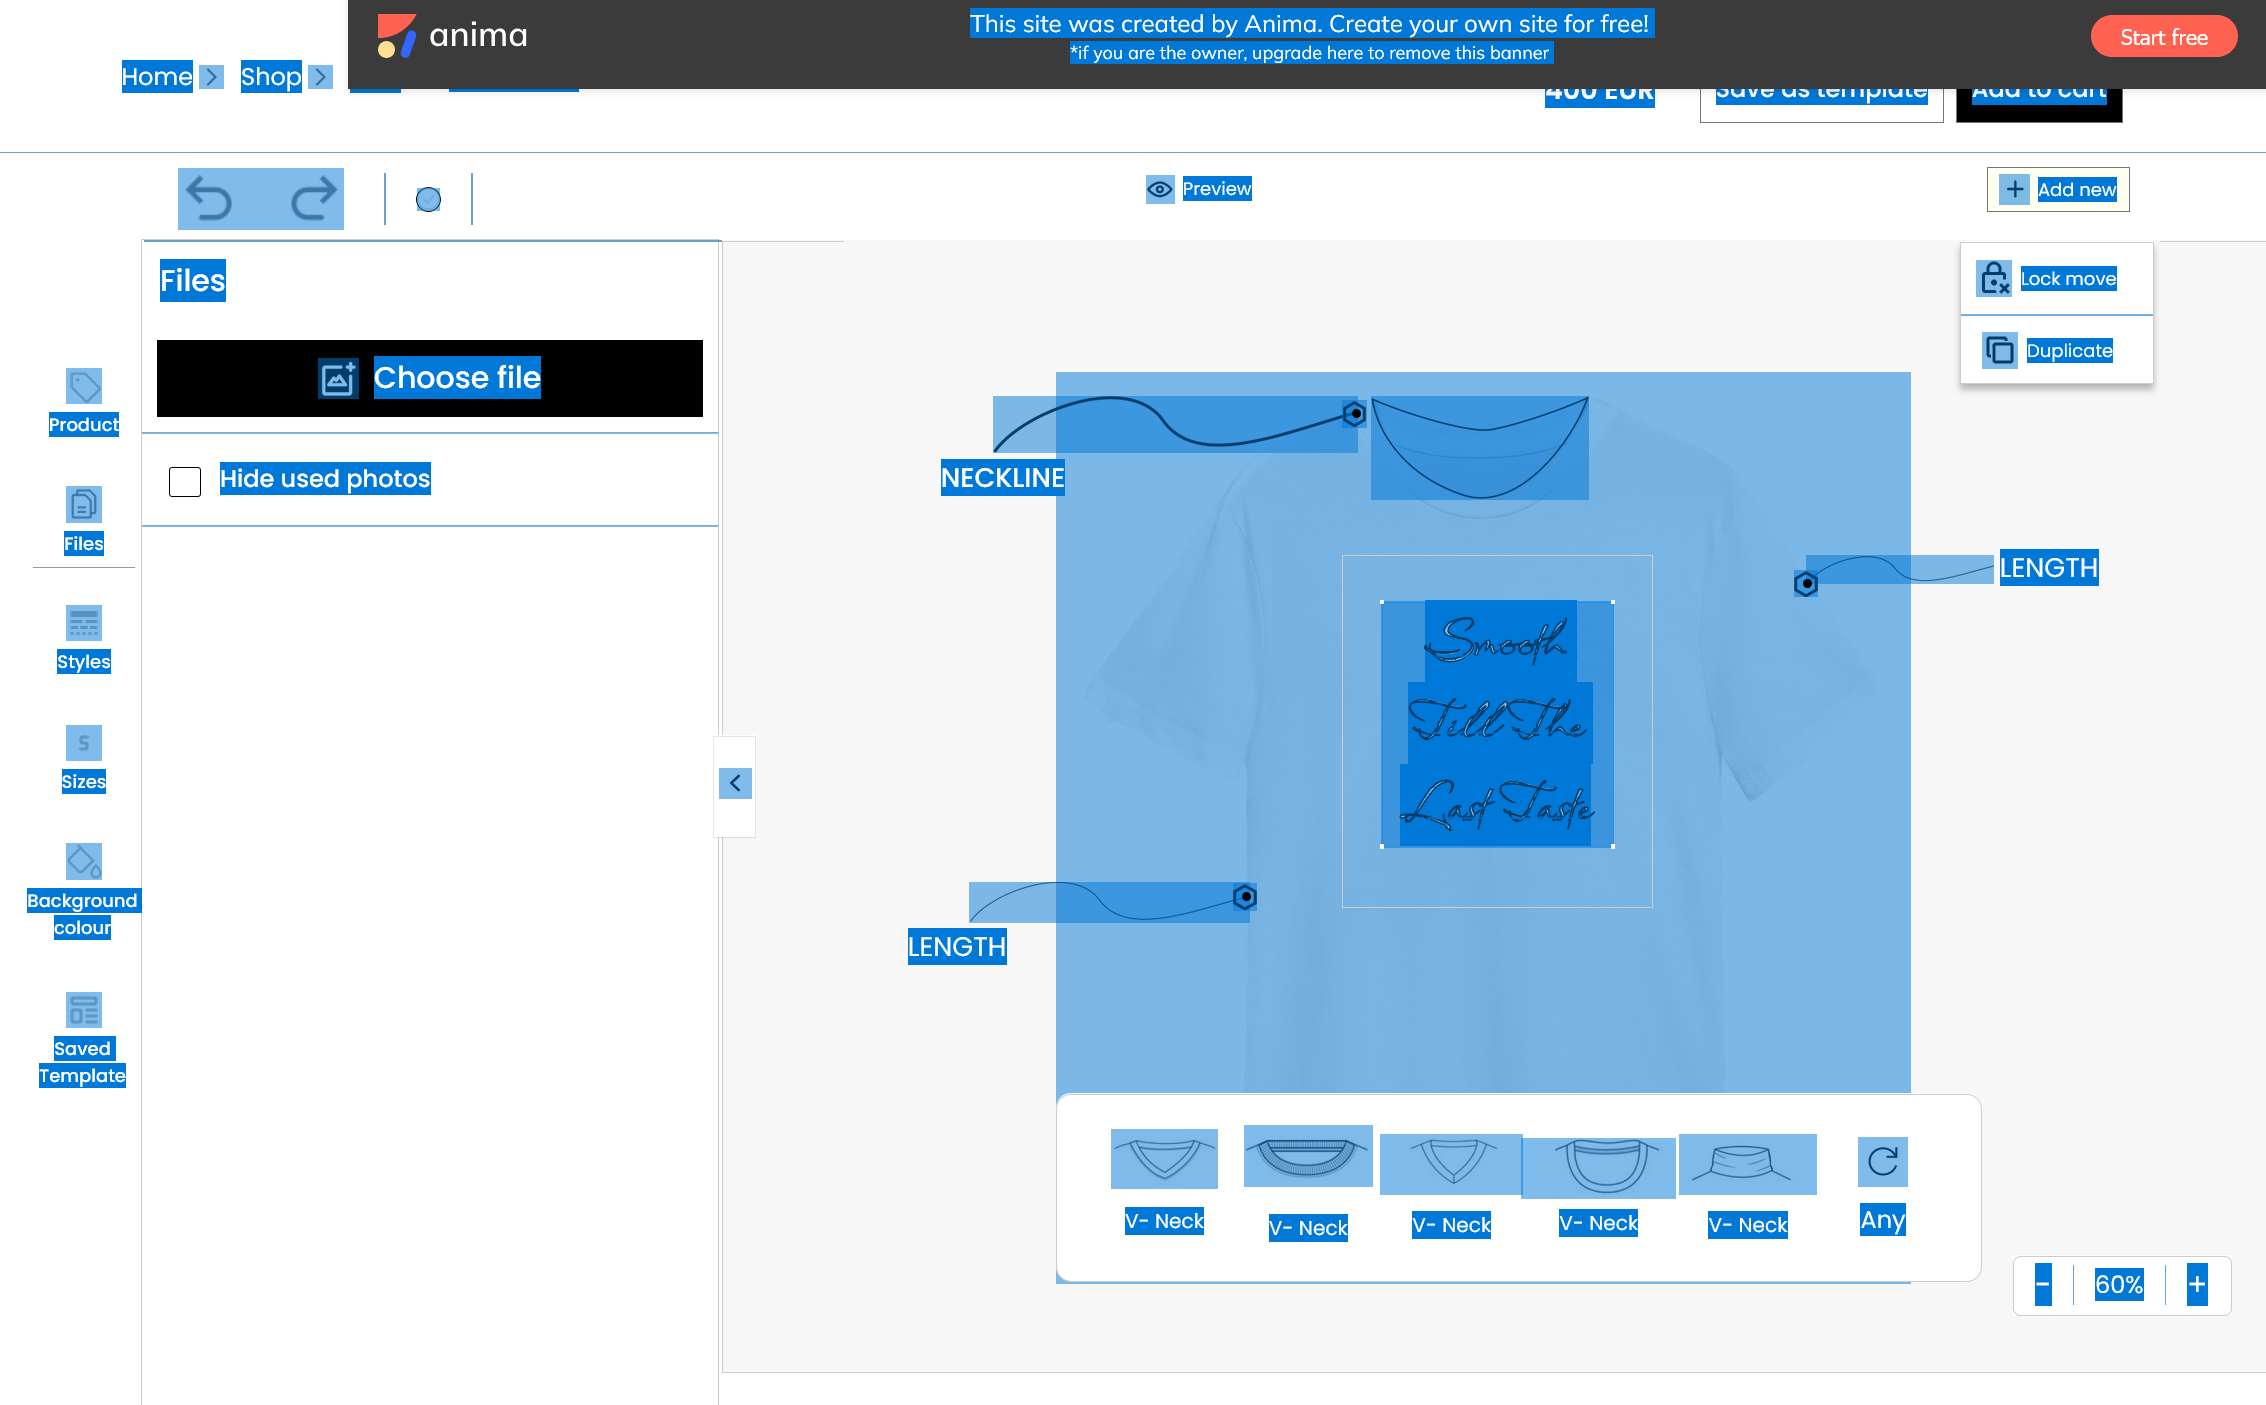 anima
This site was created by Anima. Create your own site for free!
*if you are the owner, upgrade here to remove this banner
Start free
Home
Shop
400 EUR
Save as template
Add to cart
Preview
Add new
Lock move
Duplicate
Files
Choose file
Hide used photos
Product
Files
Styles
S
Sizes
Background
colour
Saved
Template
NECKLINE
LENGTH
Smooth
Till The
Last Taste
LENGTH
V- Neck
V- Neck
V- Neck
V- Neck
V- Neck
Any
- 60% +